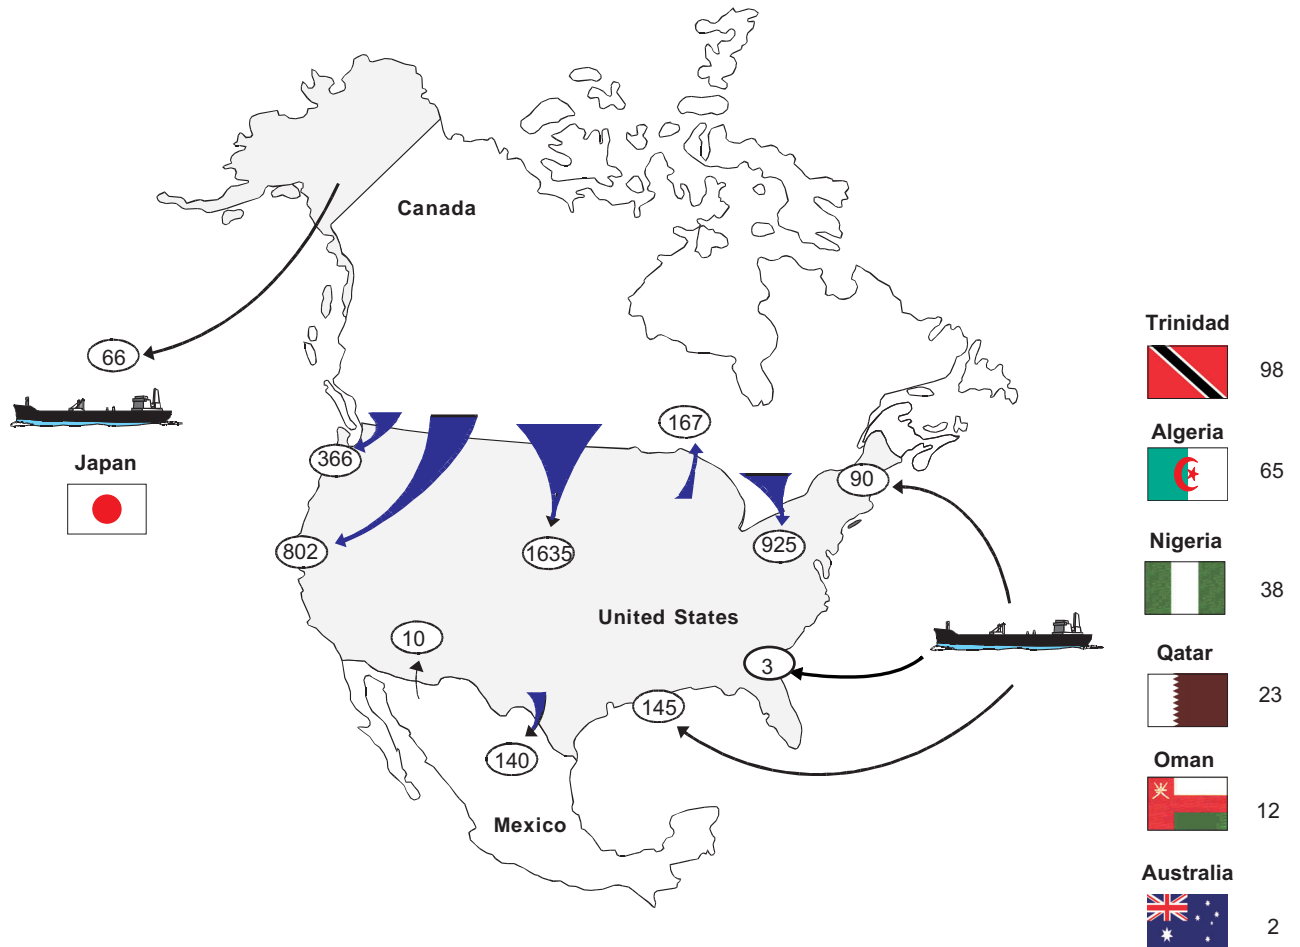 Canada
Trinidad
98
66
Algeria
167
366
65
Japan
90
802
1635
925
Nigeria
38
United States
10
Qatar
3
23
145
Oman
140
12
Mexico
Australia
2